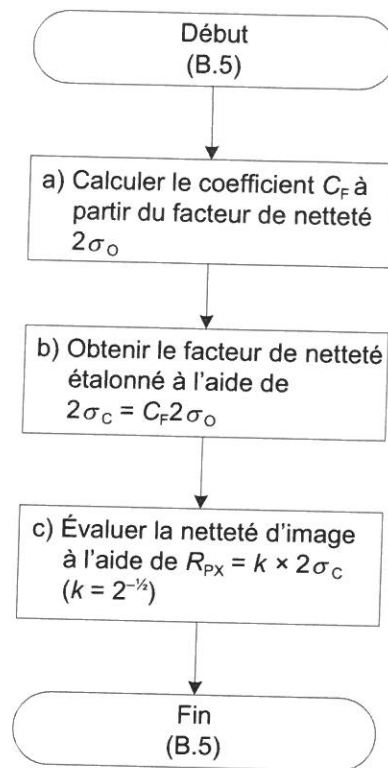 Début
(B.5)
a) Calculer le coefficient C_F à
partir du facteur de netteté
2σ_O
b) Obtenir le facteur de netteté
étalonné à l'aide de
2σ_C = C_F2σ_O
c) Évaluer la netteté d'image
à l'aide de R_PX = k × 2σ_C
(k = 2^–½)
Fin
(B.5)